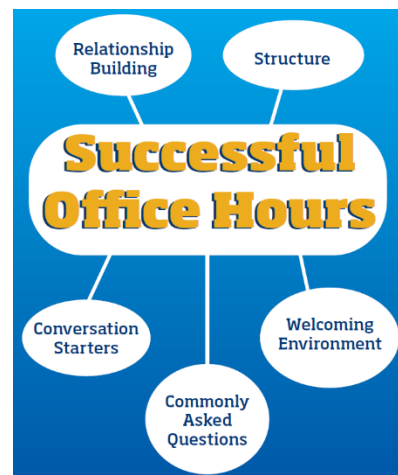 Relationship
Building
Structure
Successful
Office Hours
Conversation
Starters
Welcoming
Environment
Commonly
Asked
Questions